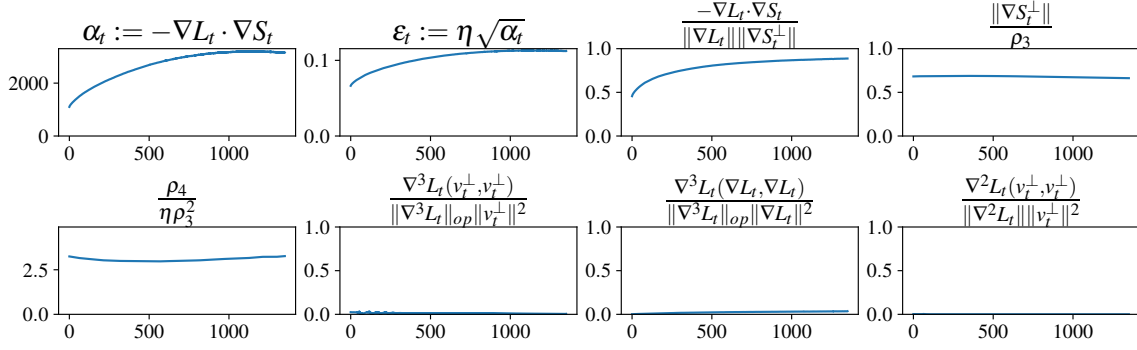 α_t := −∇L_t · ∇S_t
2000
0
0 500 1000
ε_t := η√α_t
0.1
0.0
0 500 1000
−∇L_t·∇S_t
‖∇L_t‖‖∇S_t^⊥‖
1.0
0.5
0.0
0 500 1000
‖∇S_t^⊥‖
ρ_3
1.0
0.5
0.0
0 500 1000
ρ_4
ηρ_3^2
2.5
0.0
0 500 1000
∇^3L_t(v_t^⊥,v_t^⊥)
‖∇^3L_t‖_{op}‖v_t^⊥‖^2
1.0
0.5
0.0
0 500 1000
∇^3L_t(∇L_t,∇L_t)
‖∇^3L_t‖_{op}‖∇L_t‖^2
1.0
0.5
0.0
0 500 1000
∇^2L_t(v_t^⊥,v_t^⊥)
‖∇^2L_t‖‖v_t^⊥‖^2
1.0
0.5
0.0
0 500 1000